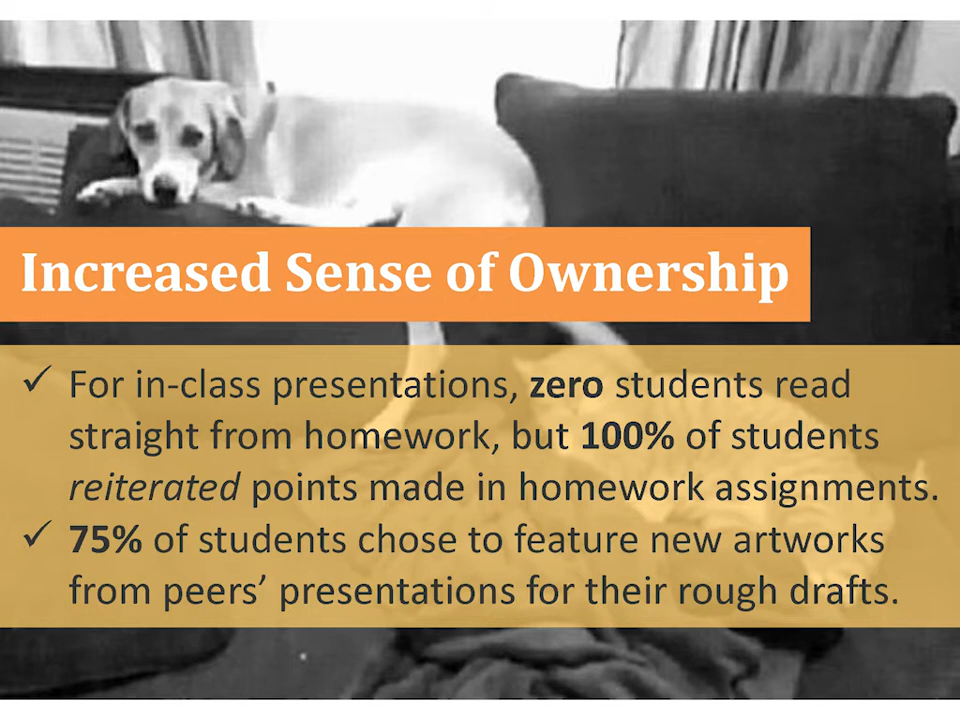 Increased Sense of Ownership
✓ For in-class presentations, zero students read
straight from homework, but 100% of students
reiterated points made in homework assignments.
✓ 75% of students chose to feature new artworks
from peers’ presentations for their rough drafts.